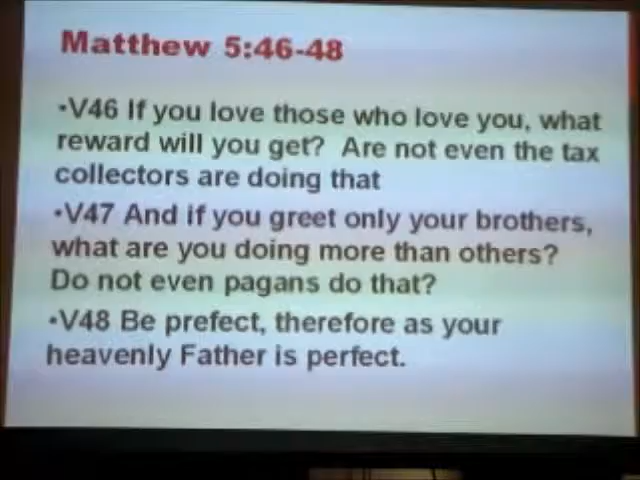 Matthew 5:46-48
•V46 If you love those who love you, what
reward will you get? Are not even the tax
collectors are doing that
•V47 And if you greet only your brothers,
what are you doing more than others?
Do not even pagans do that?
•V48 Be prefect, therefore as your
heavenly Father is perfect.